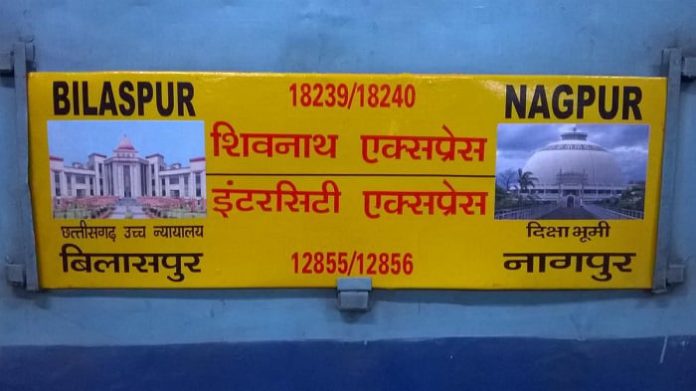 BILASPUR
छत्तीसगढ़ उच्च न्यायालय
बिलासपुर
18239/18240
शिवनाथ एक्सप्रेस
इंटरसिटी एक्सप्रेस
12855/12856
NAGPUR
दिक्षा भूमी
नागपुर